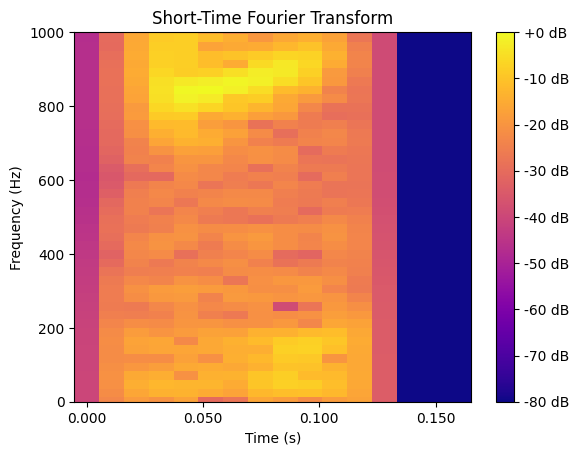 Short-Time Fourier Transform
Frequency (Hz)
1000
800
600
400
200
0
0.000
0.050
0.100
0.150
Time (s)
+0 dB
-10 dB
-20 dB
-30 dB
-40 dB
-50 dB
-60 dB
-70 dB
-80 dB